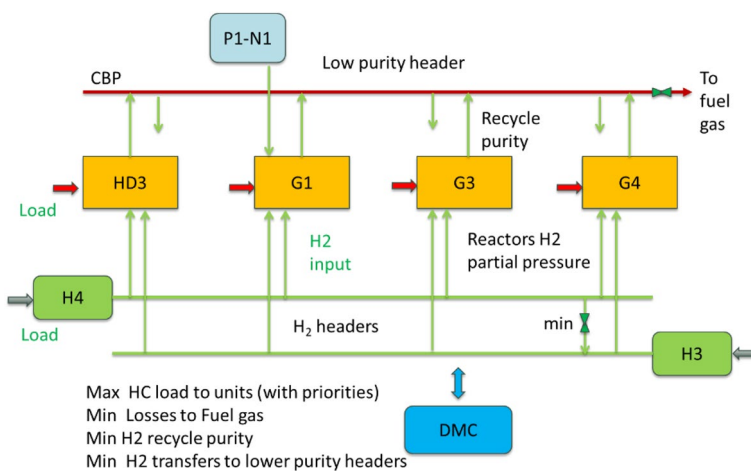 P1-N1
CBP
Low purity header
To
fuel
gas
Recycle
purity
HD3
G1
G3
G4
Load
H2
input
Reactors H2
partial pressure
H4
Load
H₂ headers
min
H3
Max HC load to units (with priorities)
Min Losses to Fuel gas
Min H2 recycle purity
Min H2 transfers to lower purity headers
DMC